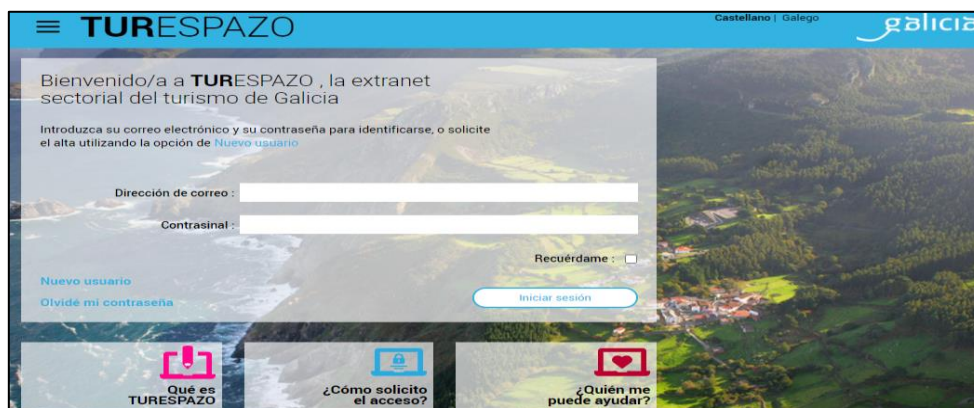 TURESPAZO
Castellano | Galego
galicia
Bienvenido/a a TURESPAZO , la extranet
sectorial del turismo de Galicia
Introduzca su correo electrónico y su contraseña para identificarse, o solicite
el alta utilizando la opción de Nuevo usuario
Dirección de correo :
Contrasinal :
Recuérdame :
Nuevo usuario
Olvidé mi contraseña
Iniciar sesión
Qué es
TURESPAZO
¿Cómo solicito
el acceso?
¿Quién me
puede ayudar?